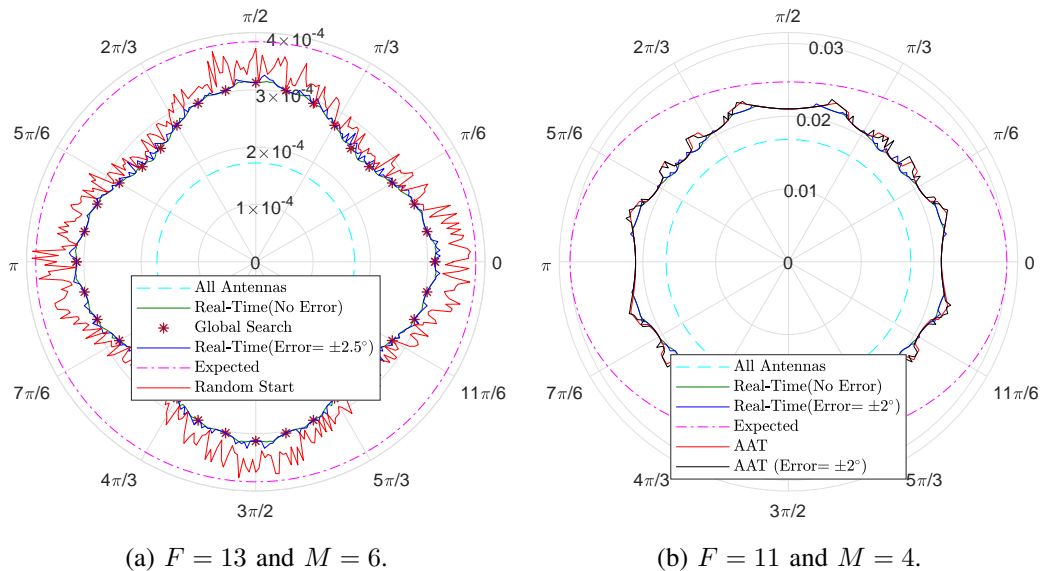 π/2
π/2
2π/3
4×10⁻⁴
π/3
2π/3
0.03
π/3
3×10⁻⁴
5π/6
π/6
5π/6
0.02
π/6
2×10⁻⁴
1×10⁻⁴
0.01
π
0
0
π
0
0
All Antennas
Real-Time(No Error)
Global Search
Real-Time(Error= ±2.5°)
Expected
Random Start
All Antennas
Real-Time(No Error)
Real-Time(Error= ±2°)
Expected
AAT
AAT (Error= ±2°)
7π/6
11π/6
7π/6
11π/6
4π/3
5π/3
4π/3
5π/3
3π/2
3π/2
(a) F = 13 and M = 6.
(b) F = 11 and M = 4.